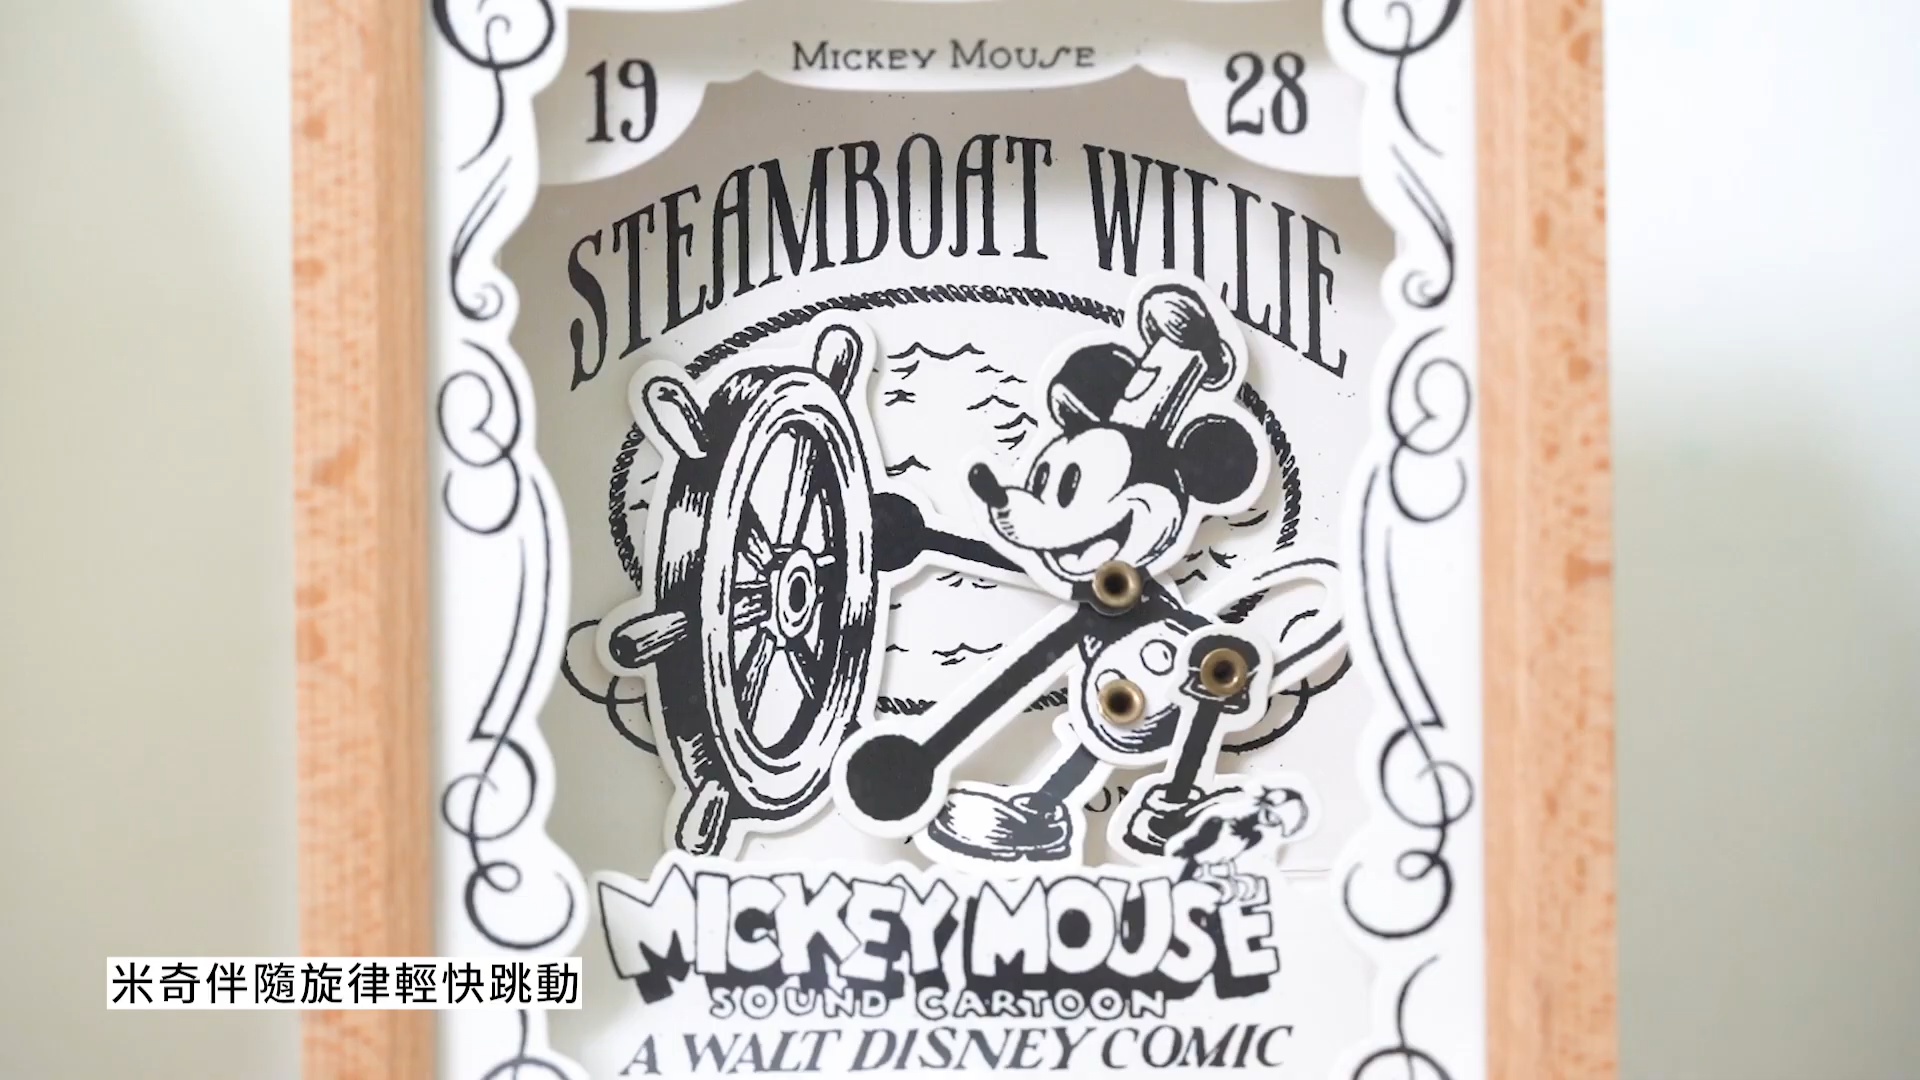 MICKEY MOUSE
19 28
STEAMBOAT WILLIE
MICKEY MOUSE
SOUND CARTOON
A WALT DISNEY COMIC
米奇伴隨旋律輕快跳動